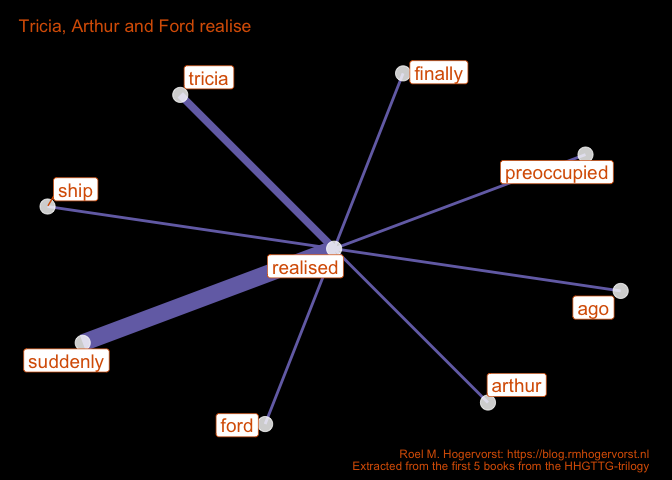 Tricia, Arthur and Ford realise
finally
tricia
preoccupied
ship
realised
ago
suddenly
arthur
ford
Roel M. Hogervorst: https://blog.rmhogervorst.nl
Extracted from the first 5 books from the HHGTTG-trilogy